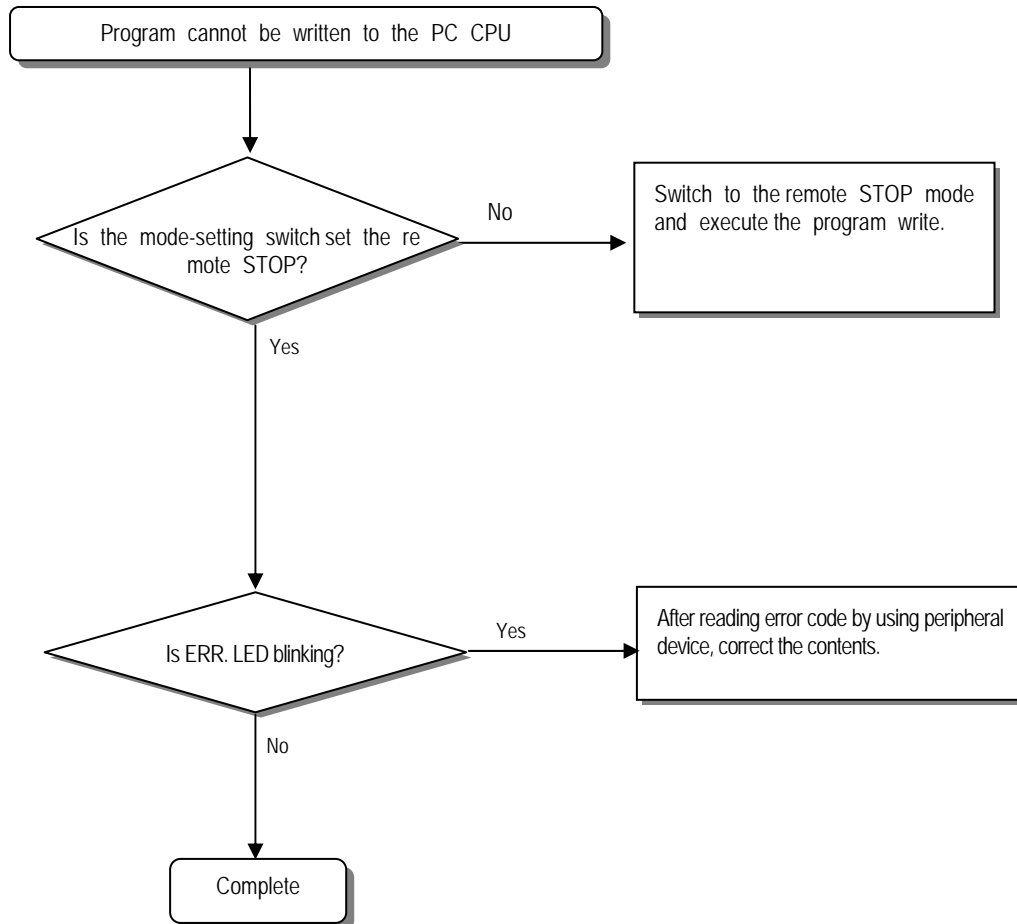 Program cannot be written to the PC CPU
Is the mode-setting switch set the re
mote STOP?
No
Switch to the remote STOP mode
and execute the program write.
Yes
Is ERR. LED blinking?
Yes
After reading error code by using peripheral
device, correct the contents.
No
Complete